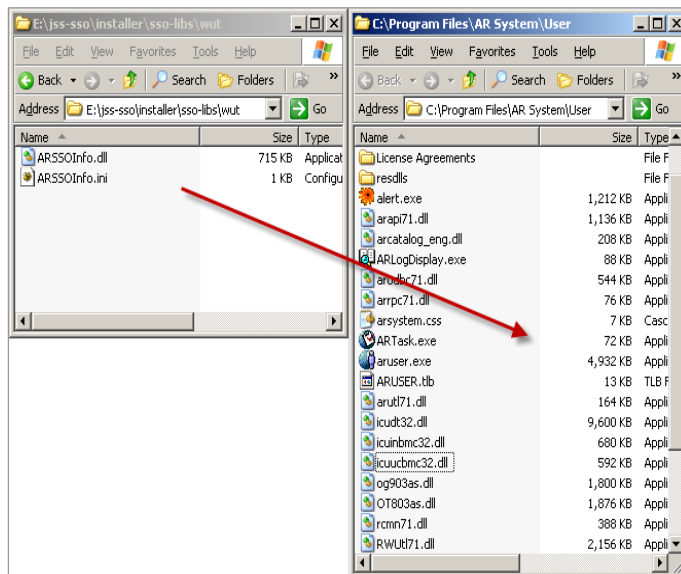 E:\jss-sso\installer\sso-libs\wut
File Edit View Favorites Tools Help
Back Search Folders »
Address E:\jss-sso\installer\sso-libs\wut Go
Name Size Type
ARSSOInfo.dll 715 KB Applicat
ARSSOInfo.ini 1 KB Configu
C:\Program Files\AR System\User
File Edit View Favorites Tools Help
Back Search Folders »
Address C:\Program Files\AR System\User Go
Name Size Type
License Agreements File F
resdlls File F
alert.exe 1,212 KB Appli
arapi71.dll 1,136 KB Appli
arcatalog_eng.dll 208 KB Appli
ARLogDisplay.exe 88 KB Appli
arodbc71.dll 544 KB Appli
arrpc71.dll 76 KB Appli
arsystem.css 7 KB Casc
ARTask.exe 72 KB Appli
aruser.exe 4,932 KB Appli
ARUSER.tlb 13 KB TLB F
arutl71.dll 164 KB Appli
icudt32.dll 9,600 KB Appli
icuinbmc32.dll 680 KB Appli
icuucbmc32.dll 592 KB Appli
og903as.dll 1,800 KB Appli
OT803as.dll 1,876 KB Appli
rcmn71.dll 388 KB Appli
RWUtl71.dll 2,156 KB Appli